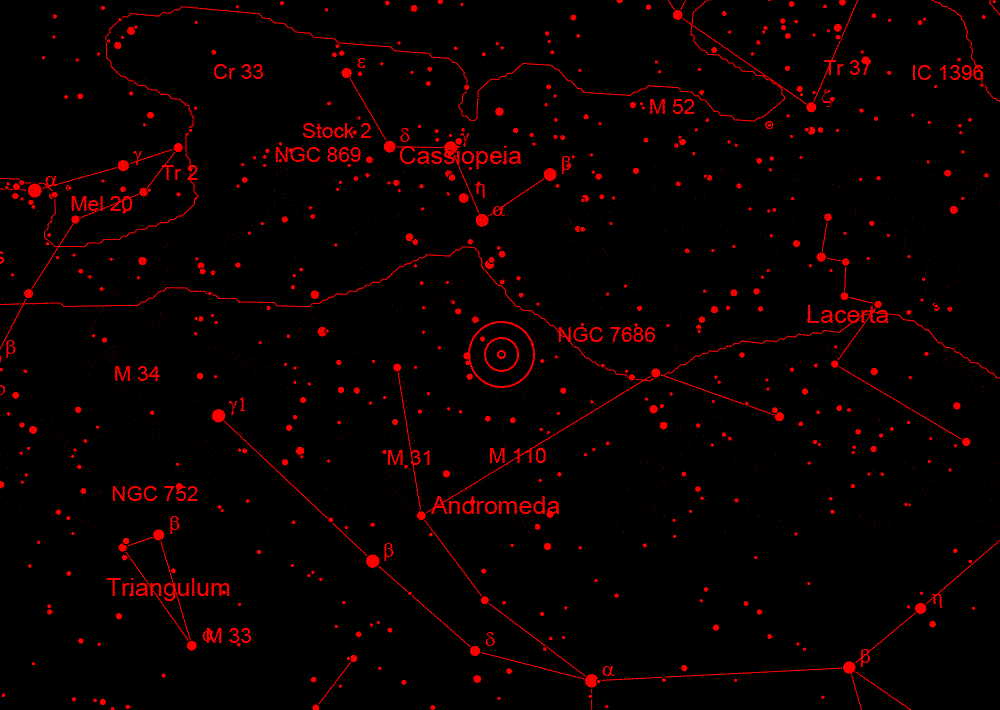 Cr 33
ε
Tr 37
IC 1396
ζ
M 52
Stock 2
δ
γ
NGC 869
Cassiopeia
γ
β
Tr 2
α
η
Mel 20
α
s
Lacerta
NGC 7686
β
M 34
γ1
M 31
M 110
NGC 752
Andromeda
β
β
Triangulum
η
M 33
δ
β
α